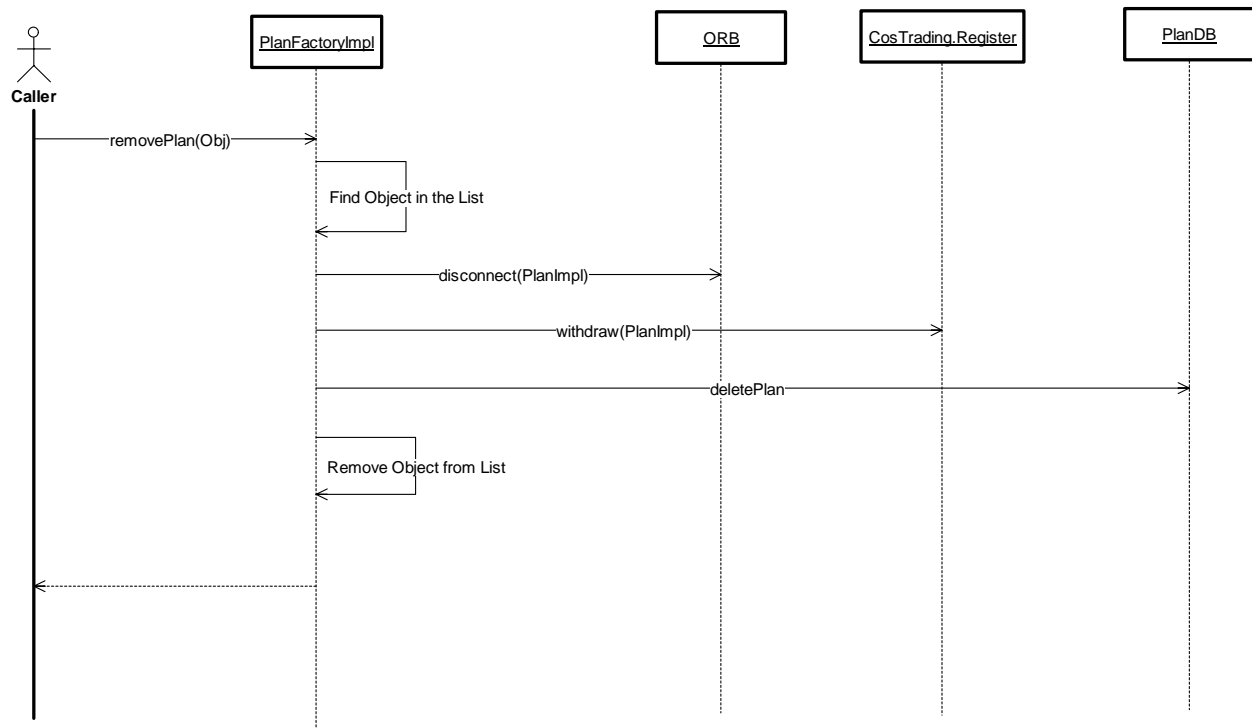 PlanFactoryImpl
ORB
CosTrading.Register
PlanDB
Caller
removePlan(Obj)
Find Object in the List
disconnect(PlanImpl)
withdraw(PlanImpl)
deletePlan
Remove Object from List